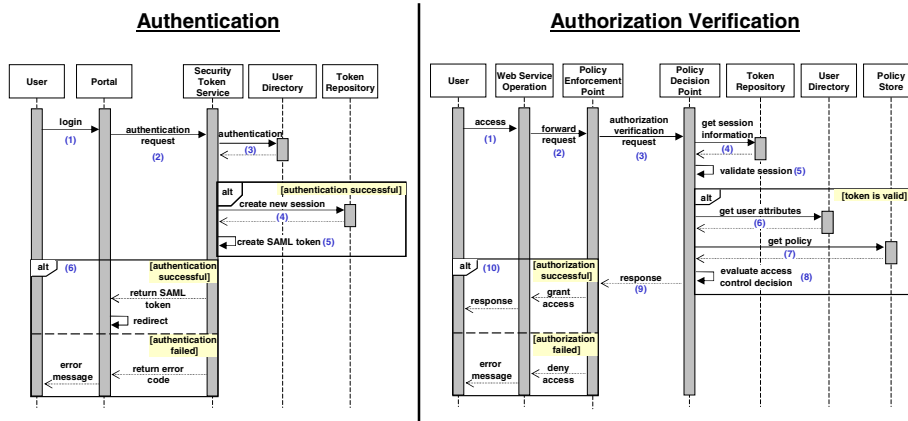 Authentication
User
Portal
Security
Token
Service
User
Directory
Token
Repository
login
(1)
authentication
request
(2)
authentication
(3)
alt
[authentication successful]
create new session
(4)
create SAML token (5)
alt
(6)
[authentication
successful]
return SAML
token
redirect
[authentication
failed]
error
message
return error
code
Authorization Verification
User
Web Service
Operation
Policy
Enforcement
Point
Policy
Decision
Point
Token
Repository
User
Directory
Policy
Store
access
(1)
forward
request
(2)
authorization
verification
request
(3)
get session
information
(4)
validate session (5)
alt
[token is valid]
get user attributes
(6)
get policy
(7)
evaluate access
control decision
(8)
response
(9)
alt
(10)
[authorization
successful]
grant
access
response
[authorization
failed]
error
message
deny
access